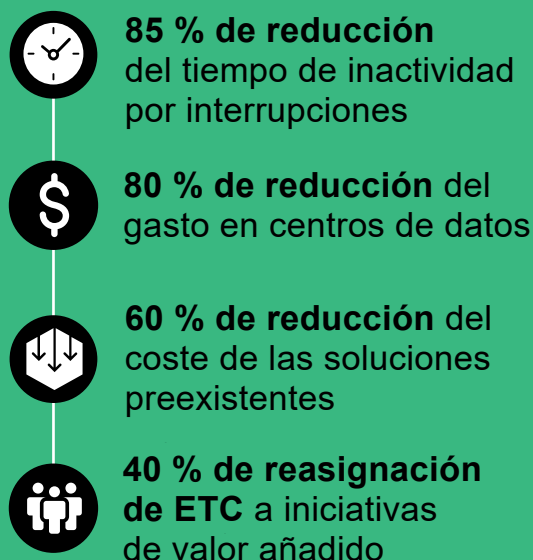 85 % de reducción
del tiempo de inactividad
por interrupciones
80 % de reducción del
gasto en centros de datos
60 % de reducción del
coste de las soluciones
preexistentes
40 % de reasignación
de ETC a iniciativas
de valor añadido